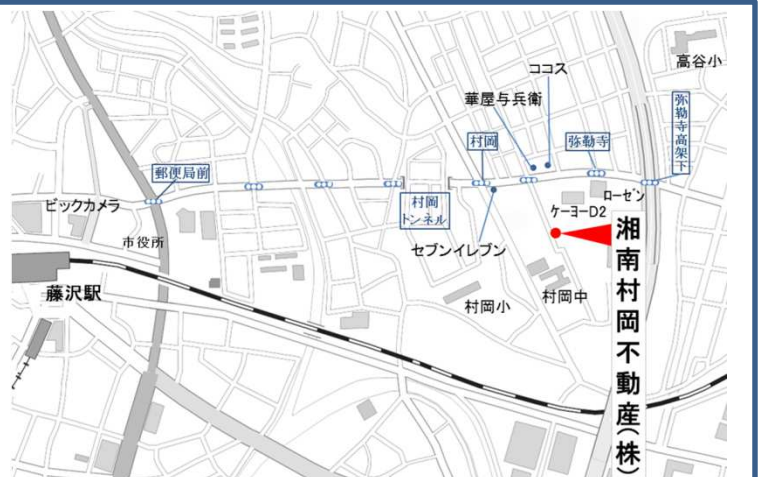 ココス
高谷小
華屋与兵衛
弥勒寺高架下
村岡
弥勒寺
郵便局前
ビックカメラ
村岡
トンネル
ローゼン
ケーヨーD2
市役所
セブンイレブン
湘南村岡不動産(株)
藤沢駅
村岡小
村岡中